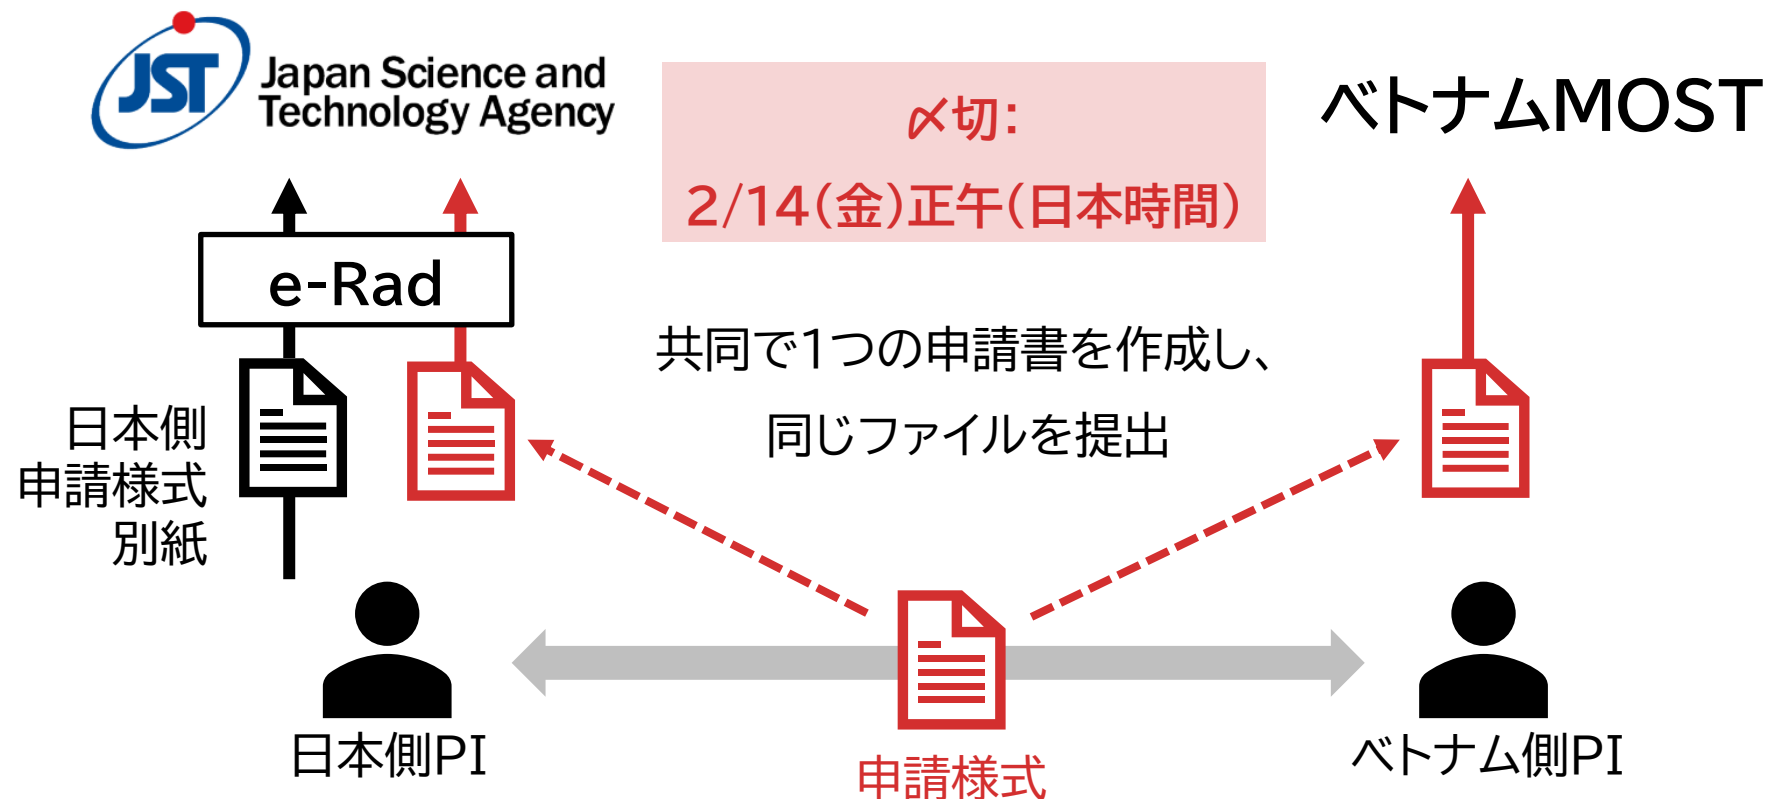 JST
Japan Science and
Technology Agency
〆切：
2/14（金）正午（日本時間）
ベトナムMOST
e-Rad
共同で1つの申請書を作成し、
同じファイルを提出
日本側
申請様式
別紙
日本側PI
申請様式
ベトナム側PI